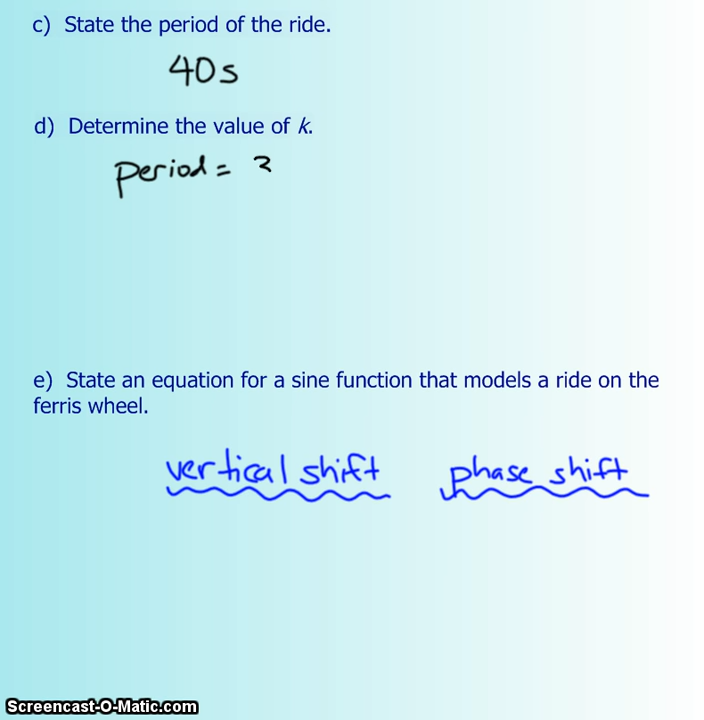 c) State the period of the ride.
40s
d) Determine the value of k.
period = 3
e) State an equation for a sine function that models a ride on the
ferris wheel.
vertical shift phase shift
Screencast-O-Matic.com